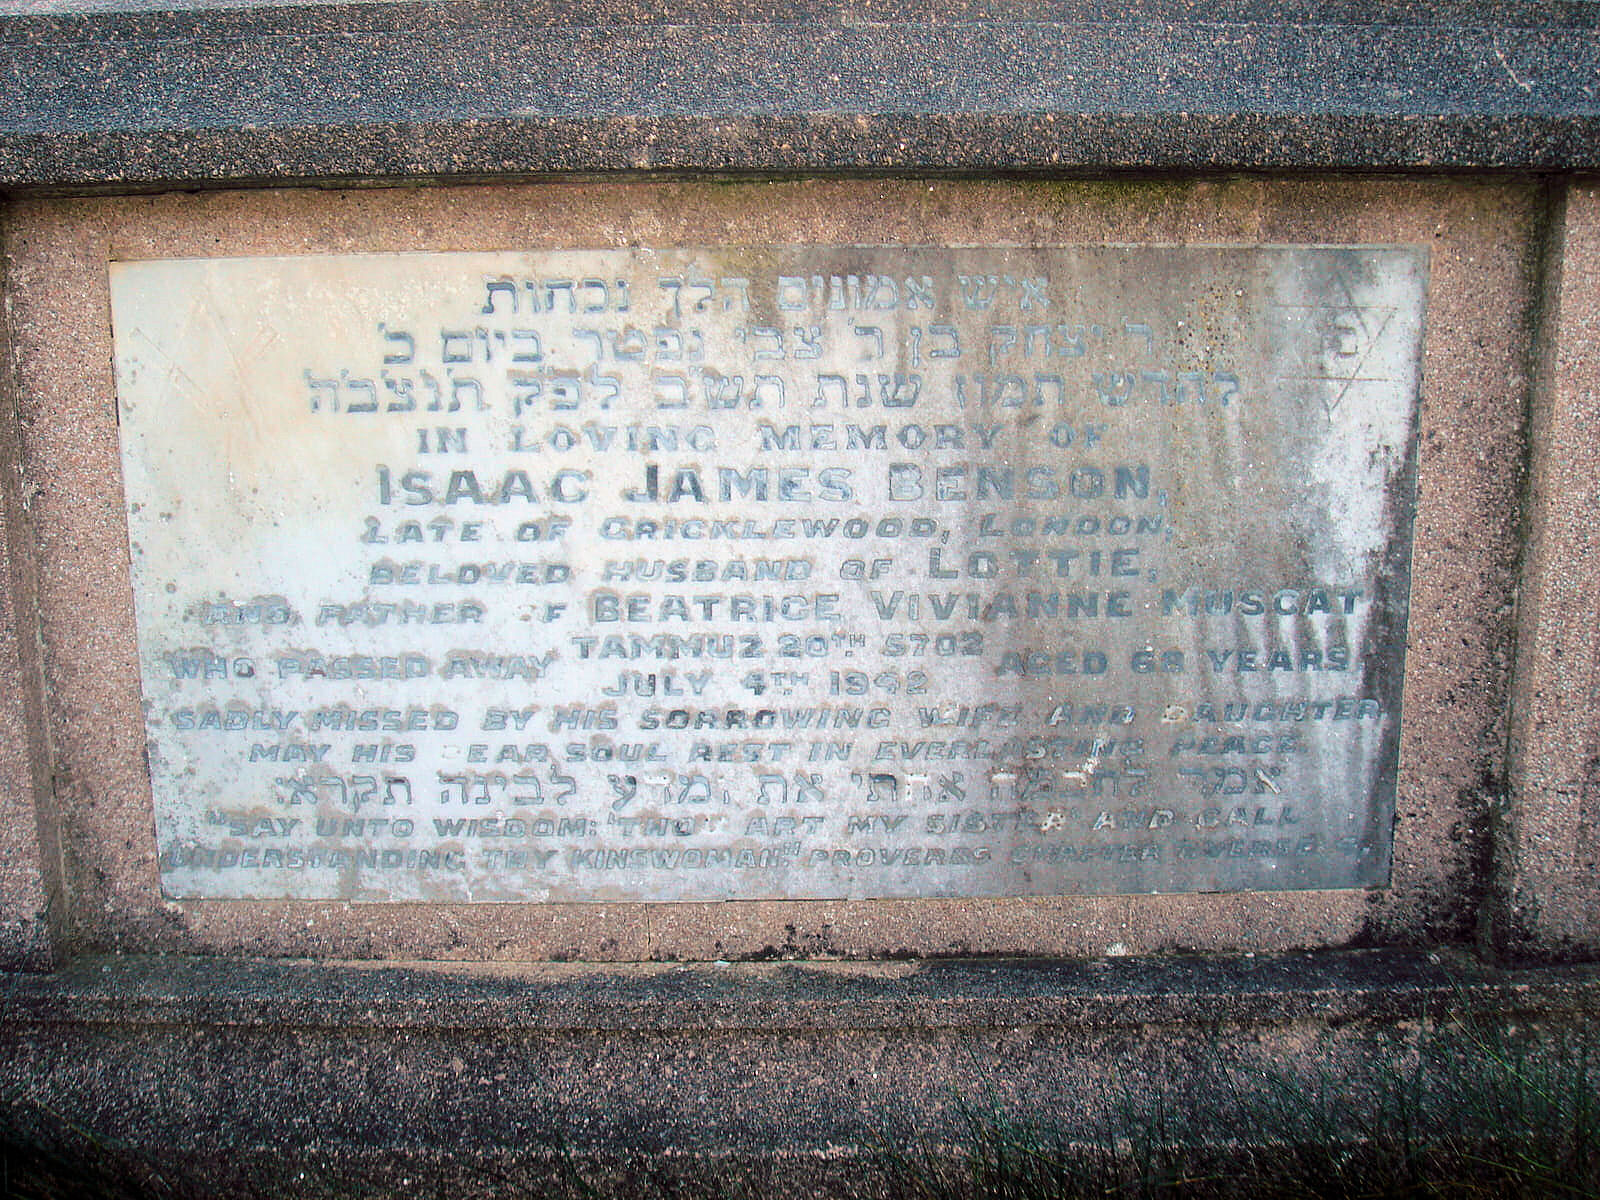 איש אמונים הלך נכחות
ר' יצחק בן ר' צבי נפטר ביום כ'
לחדש תמוז שנת תש"ב לפ"ק ת'נ'צ'ב'ה'
IN LOVING MEMORY OF
ISAAC JAMES BENSON,
LATE OF CRICKLEWOOD, LONDON,
BELOVED HUSBAND OF LOTTIE,
AND FATHER OF BEATRICE VIVIANNE MUSCAT
WHO PASSED AWAY TAMMUZ 20TH 5702 JULY 4TH 1942 AGED 68 YEARS
SADLY MISSED BY HIS SORROWING WIFE AND DAUGHTER
MAY HIS DEAR SOUL REST IN EVERLASTING PEACE.
אמר לחכמה אחתי את ומדע לבינה תקרא:
"SAY UNTO WISDOM: 'THOU ART MY SISTER' AND CALL
UNDERSTANDING THY KINSWOMAN" PROVERBS CHAPTER VERSE